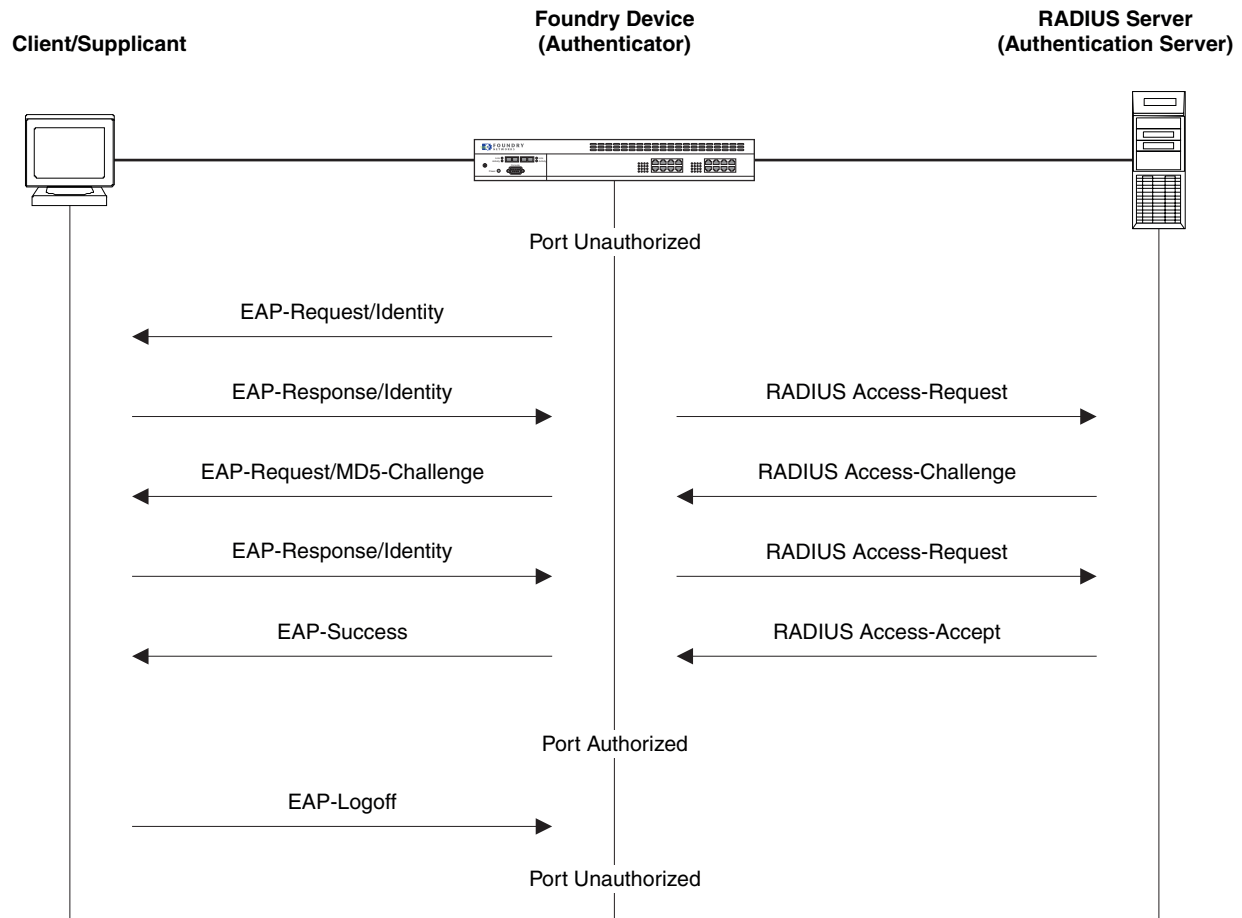 Client/Supplicant
Foundry Device
(Authenticator)
RADIUS Server
(Authentication Server)
FOUNDRY
NETWORKS
Port Unauthorized
EAP-Request/Identity
EAP-Response/Identity
RADIUS Access-Request
EAP-Request/MD5-Challenge
RADIUS Access-Challenge
EAP-Response/Identity
RADIUS Access-Request
EAP-Success
RADIUS Access-Accept
Port Authorized
EAP-Logoff
Port Unauthorized